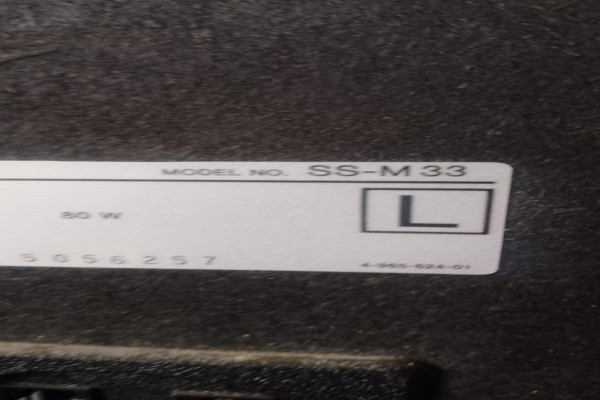 MODEL NO. SS-M33
80 W
L
5056257
4-965-624-01